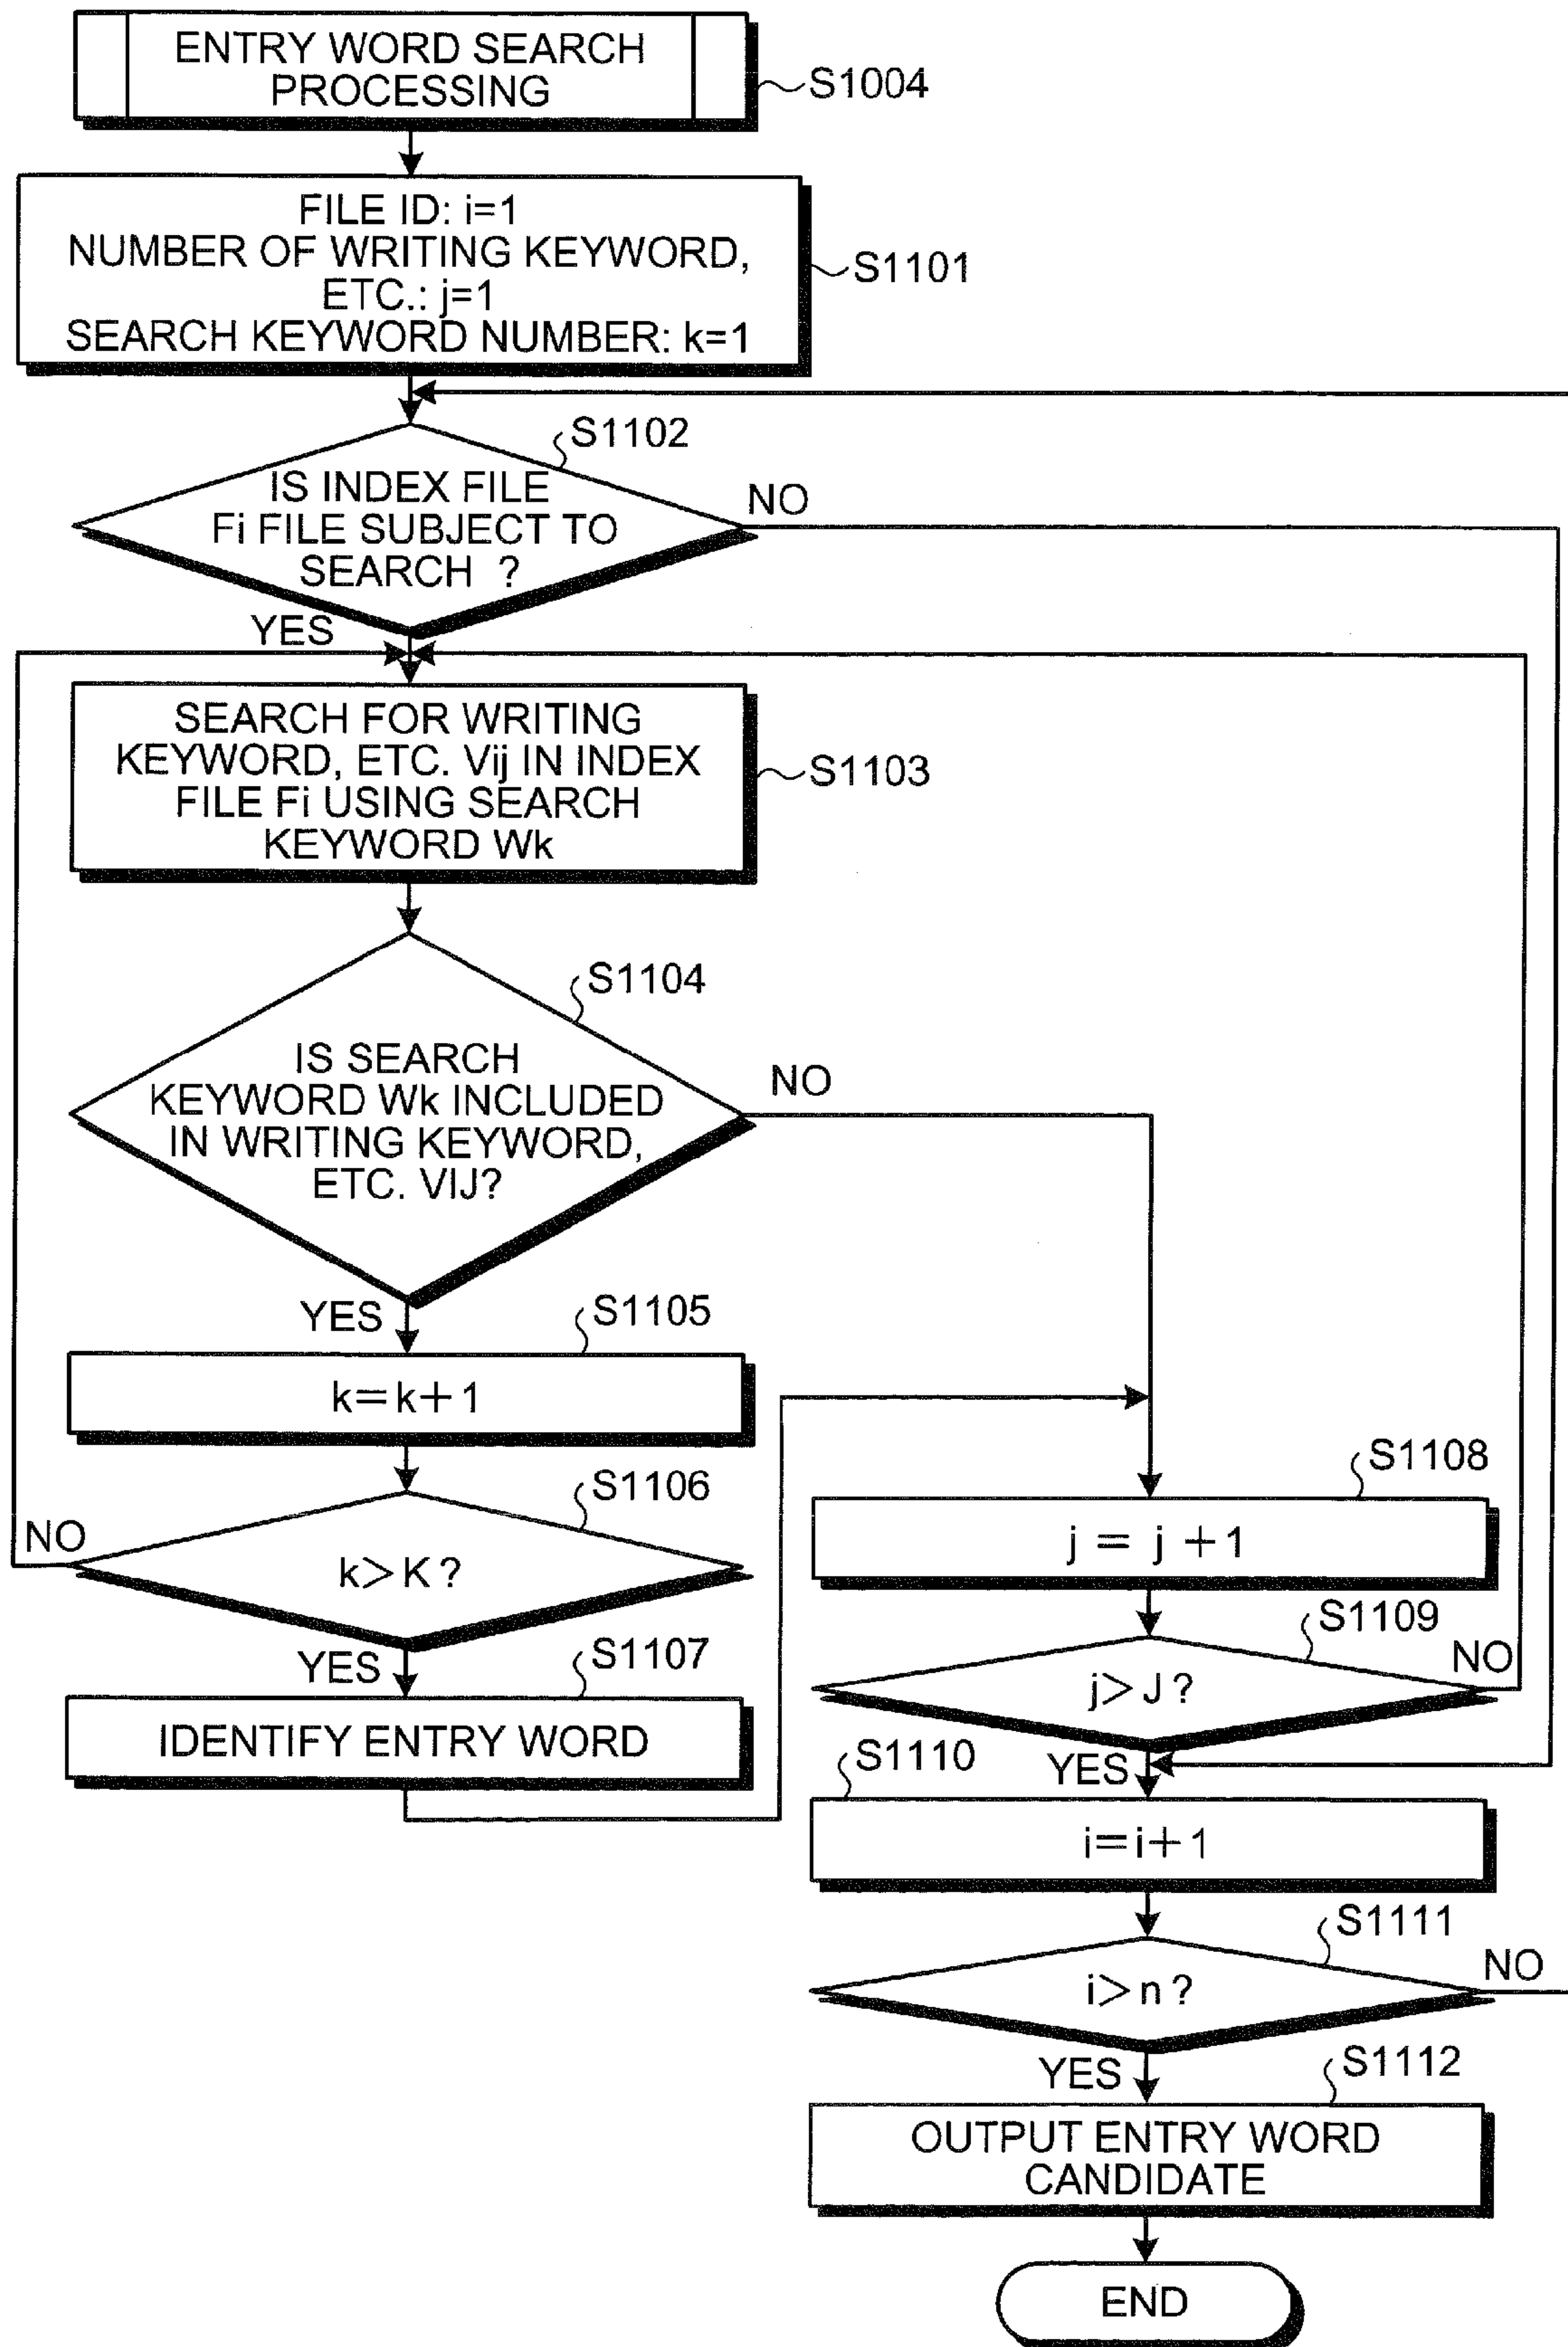 ENTRY WORD SEARCH
PROCESSING
S1004
FILE ID: i=1
NUMBER OF WRITING KEYWORD,
ETC.: j=1
SEARCH KEYWORD NUMBER: k=1
S1101
S1102
IS INDEX FILE
Fi FILE SUBJECT TO
SEARCH ?
NO
YES
SEARCH FOR WRITING
KEYWORD, ETC. Vij IN INDEX
FILE Fi USING SEARCH
KEYWORD Wk
S1103
S1104
IS SEARCH
KEYWORD Wk INCLUDED
IN WRITING KEYWORD,
ETC. VIJ?
NO
YES
S1105
k=k+1
S1106
k>K?
NO
YES
S1107
IDENTIFY ENTRY WORD
S1108
j = j +1
S1109
j>J?
NO
YES
S1110
i=i+1
S1111
i>n?
NO
YES
S1112
OUTPUT ENTRY WORD
CANDIDATE
END